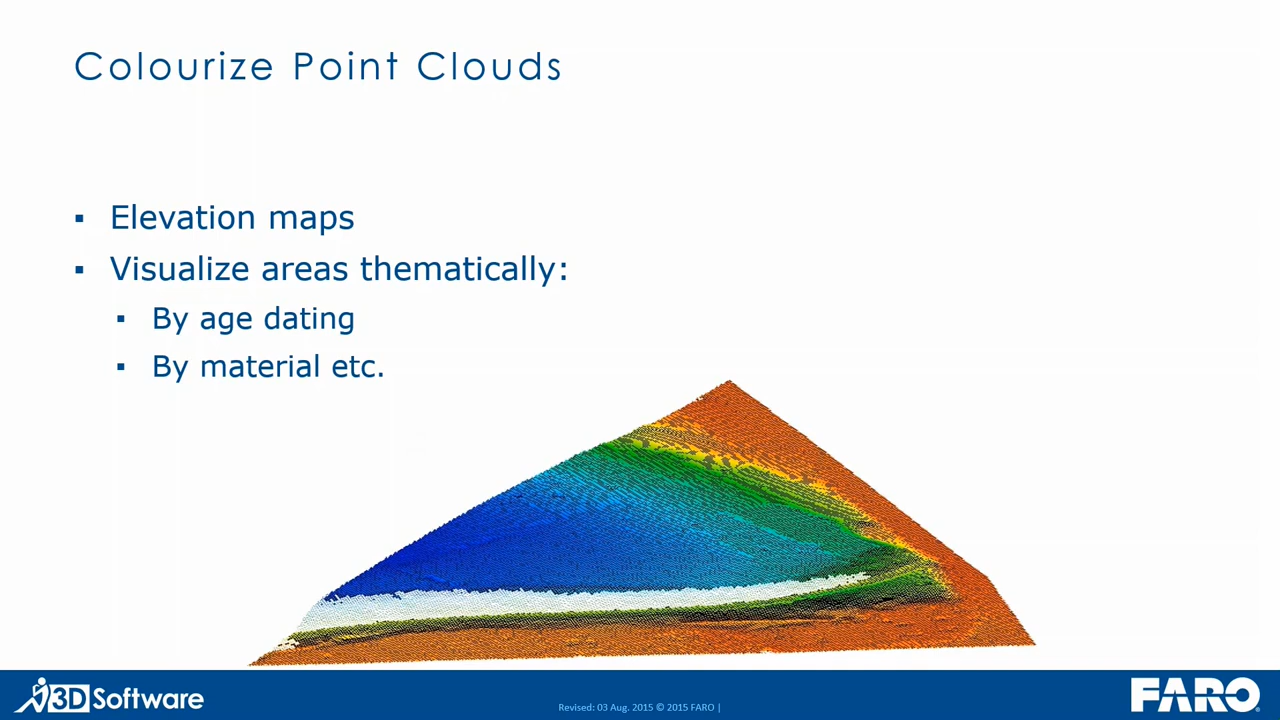 Colourize Point Clouds
▪ Elevation maps
▪ Visualize areas thematically:
▪ By age dating
▪ By material etc.
3D Software
Revised: 03 Aug. 2015 © 2015 FARO |
FARO